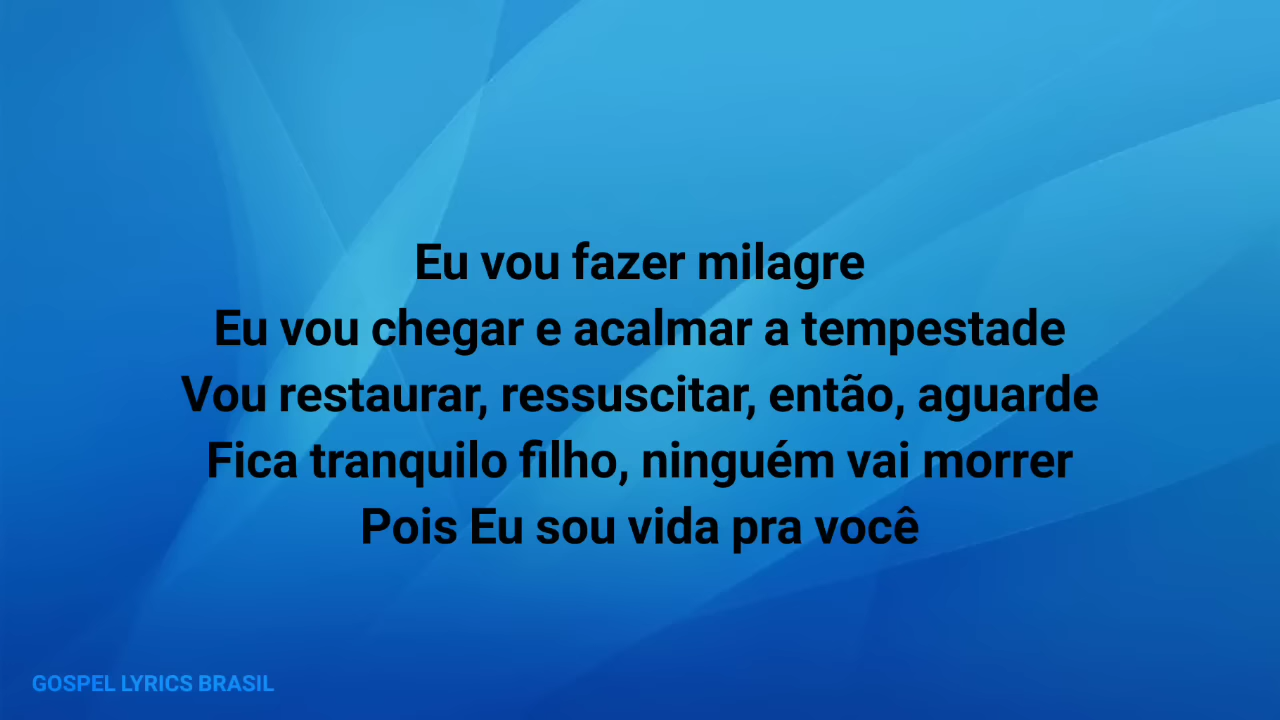 Eu vou fazer milagre
Eu vou chegar e acalmar a tempestade
Vou restaurar, ressuscitar, então, aguarde
Fica tranquilo filho, ninguém vai morrer
Pois Eu sou vida pra você
GOSPEL LYRICS BRASIL